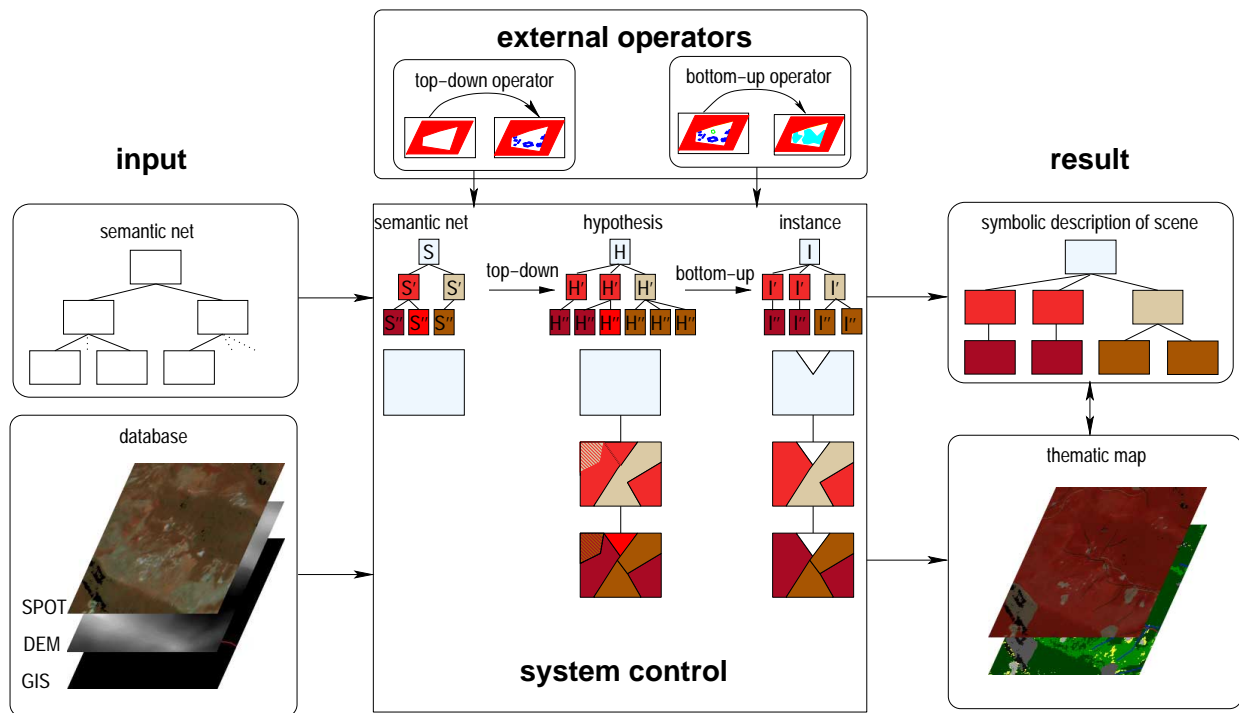 external operators
top-down operator
bottom-up operator
input
result
semantic net
semantic net
hypothesis
instance
symbolic description of scene
S
H
I
top-down
bottom-up
S' S'
H' H' H'
I' I' I'
S'' S'' S''
H'' H'' H'' H'' H'' H''
I'' I'' I'' I''
database
thematic map
SPOT
DEM
GIS
system control